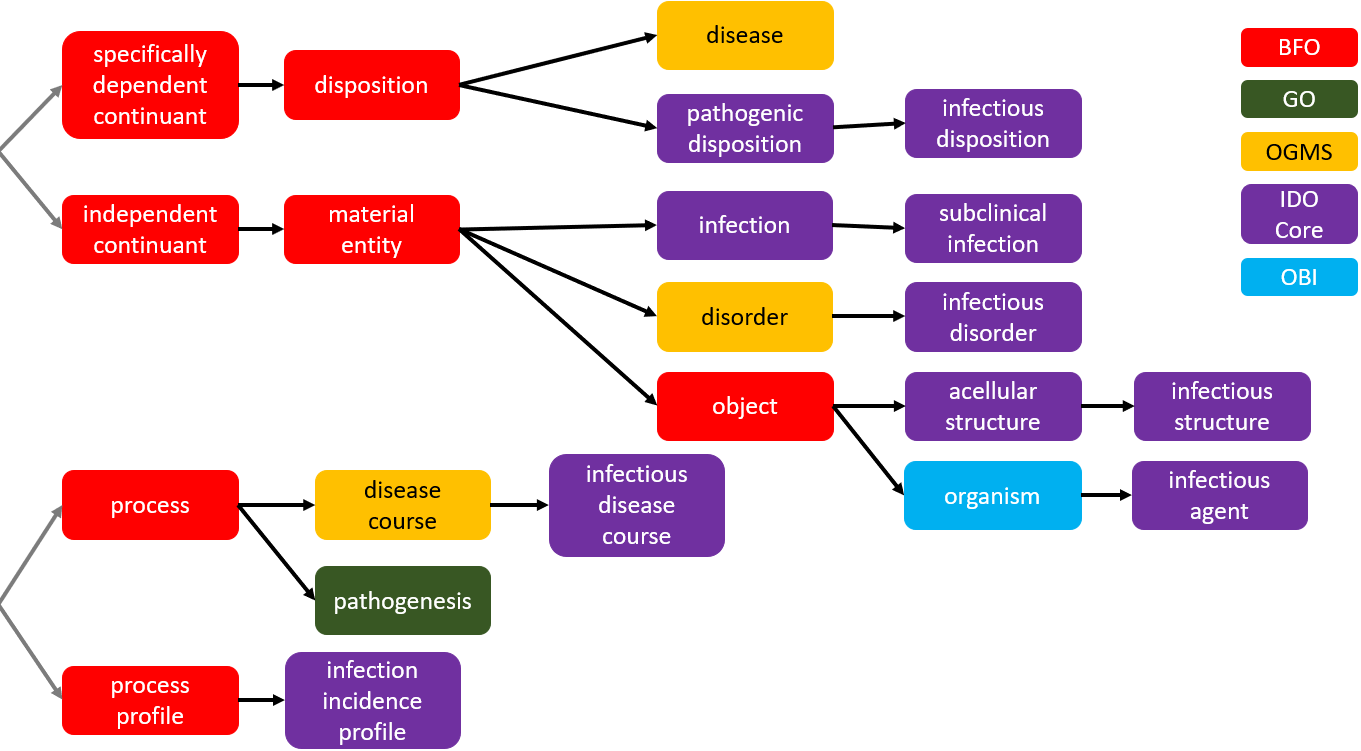 specifically
dependent
continuant
disposition
disease
pathogenic
disposition
infectious
disposition
independent
continuant
material
entity
infection
subclinical
infection
disorder
infectious
disorder
object
acellular
structure
infectious
structure
organism
infectious
agent
process
disease
course
infectious
disease
course
pathogenesis
process
profile
infection
incidence
profile
BFO
GO
OGMS
IDO
Core
OBI